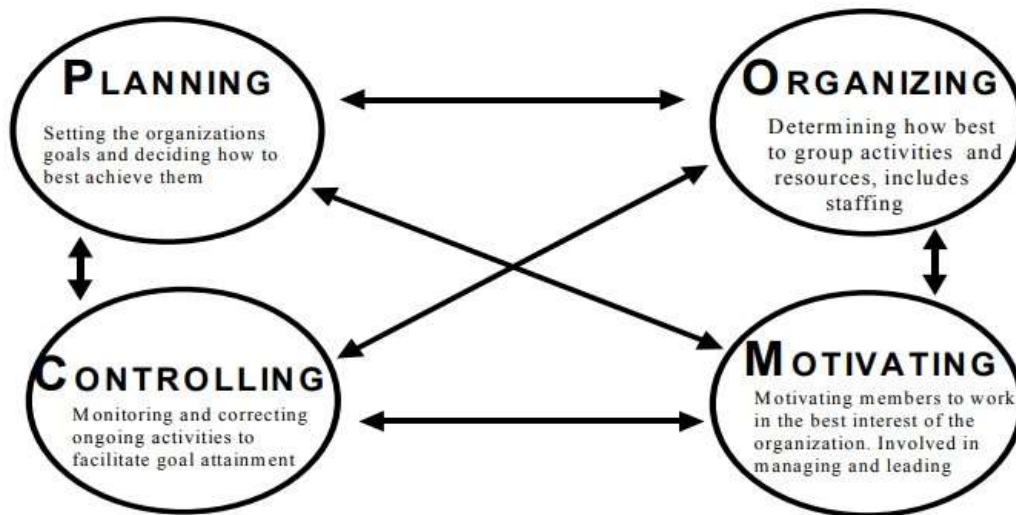 PLANNING
Setting the organizations
goals and deciding how to
best achieve them
ORGANIZING
Determining how best
to group activities and
resources, includes
staffing
CONTROLLING
Monitoring and correcting
ongoing activities to
facilitate goal attainment
MOTIVATING
Motivating members to work
in the best interest of the
organization. Involved in
managing and leading